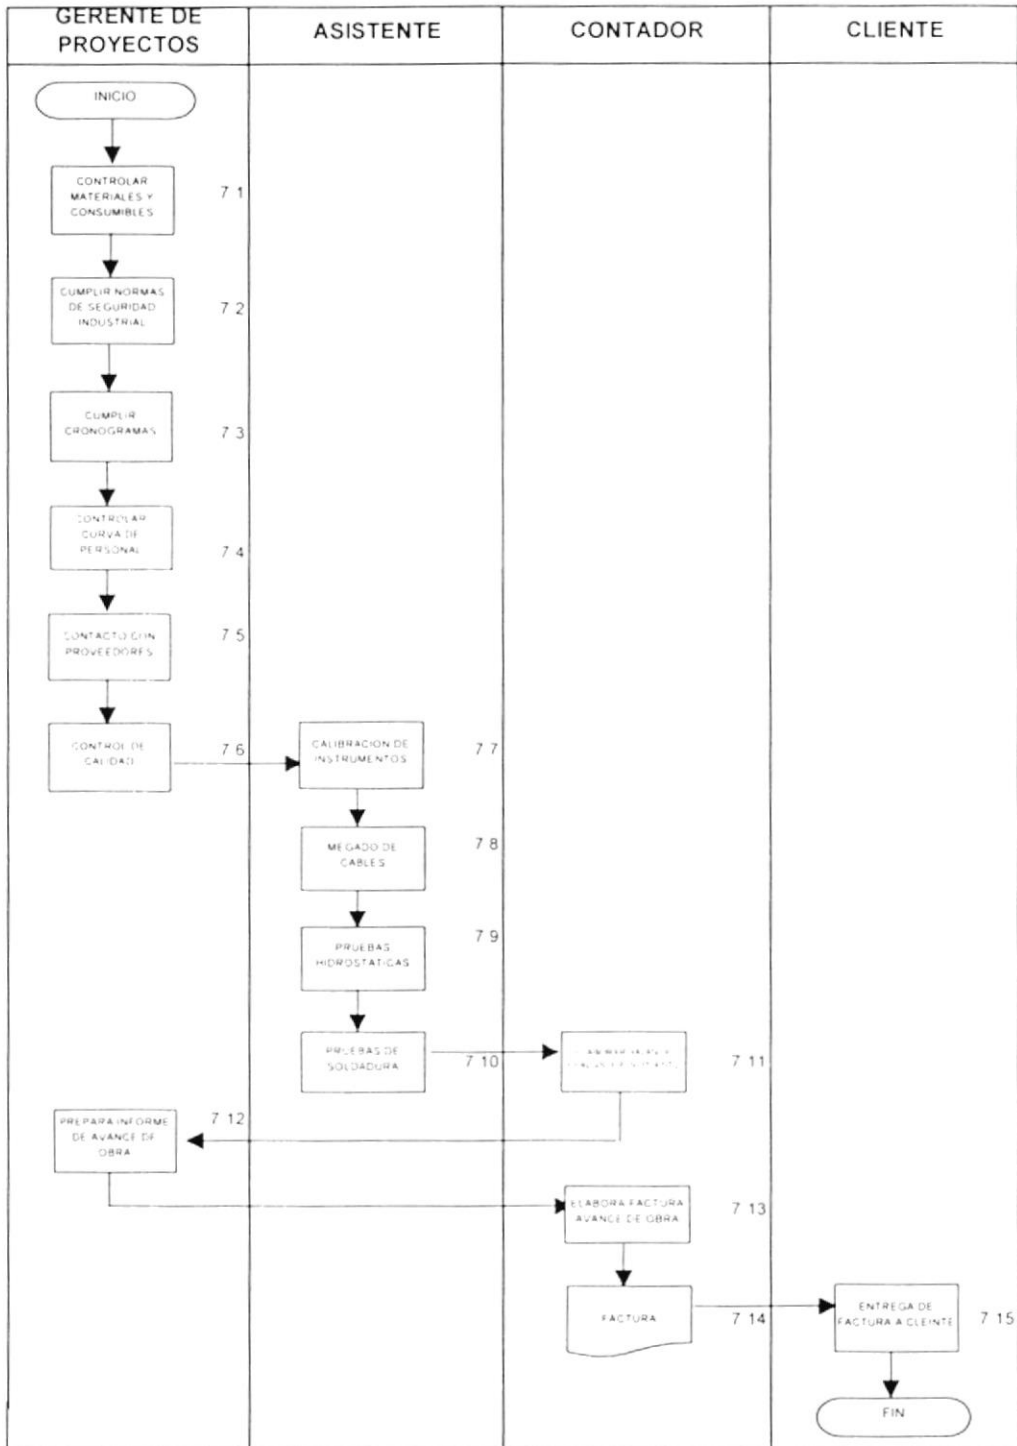 GERENTE DE
PROYECTOS
ASISTENTE
CONTADOR
CLIENTE
INICIO
CONTROLAR
MATERIALES Y
CONSUMIBLES
7 1
CUMPLIR NORMAS
DE SEGURIDAD
INDUSTRIAL
7 2
CUMPLIR
CRONOGRAMAS
7 3
CONTROLAR
CURVA DE
PERSONAL
7 4
CONTACTO CON
PROVEEDORES
7 5
CONTROL DE
CALIDAD
7 6
CALIBRACION DE
INSTRUMENTOS
7 7
MEGADO DE
CABLES
7 8
PRUEBAS
HIDROSTATICAS
7 9
PRUEBAS DE
SOLDADURA
7 10
7 11
PREPARA INFORME
DE AVANCE DE
OBRA
7 12
ELABORA FACTURA
AVANCE DE OBRA
7 13
FACTURA
7 14
ENTREGA DE
FACTURA A CLEINTE
7 15
FIN